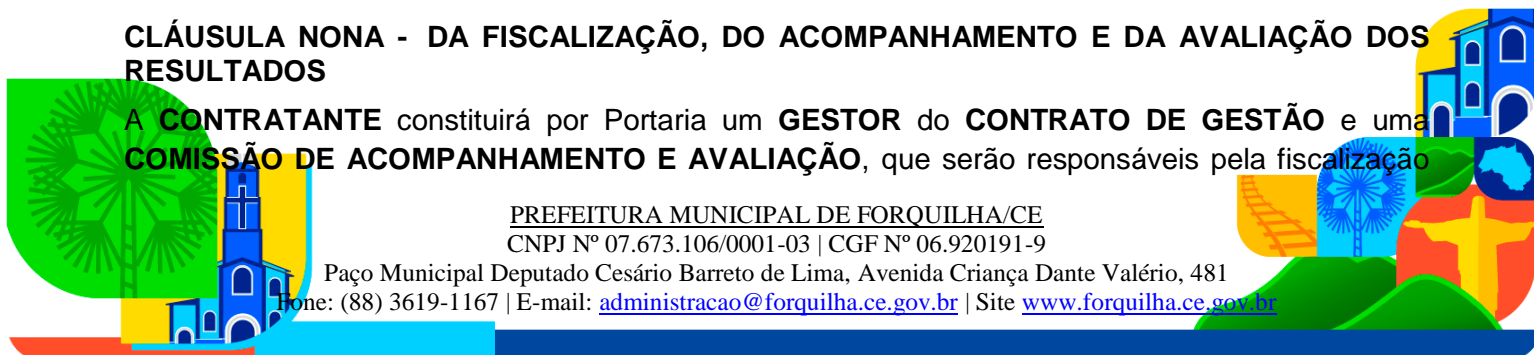 CLÁUSULA NONA - DA FISCALIZAÇÃO, DO ACOMPANHAMENTO E DA AVALIAÇÃO DOS
RESULTADOS
A CONTRATANTE constituirá por Portaria um GESTOR do CONTRATO DE GESTÃO e uma
COMISSÃO DE ACOMPANHAMENTO E AVALIAÇÃO, que serão responsáveis pela fiscalização
PREFEITURA MUNICIPAL DE FORQUILHA/CE
CNPJ Nº 07.673.106/0001-03 | CGF Nº 06.920191-9
Paço Municipal Deputado Cesário Barreto de Lima, Avenida Criança Dante Valério, 481
Fone: (88) 3619-1167 | E-mail: administracao@forquilha.ce.gov.br | Site www.forquilha.ce.gov.br